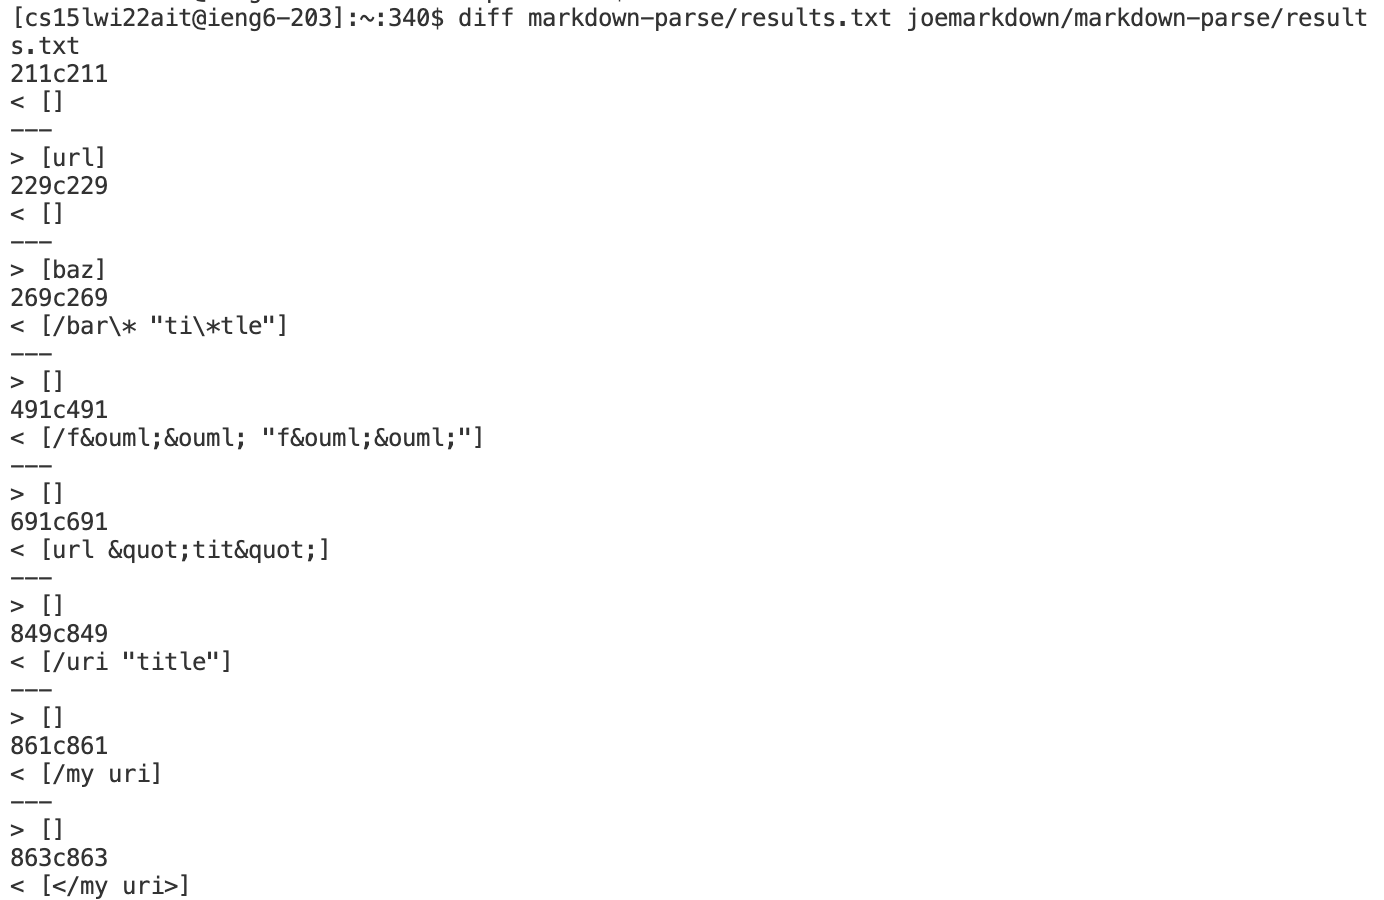 [cs15lwi22ait@ieng6-203]:~:340$ diff markdown-parse/results.txt joemarkdown/markdown-parse/result
s.txt
211c211
< []
---
> [url]
229c229
< []
---
> [baz]
269c269
< [/bar\* "ti\*tle"]
---
> []
491c491
< [/f&ouml;&ouml; "f&ouml;&ouml;"]
---
> []
691c691
< [url &quot;tit&quot;]
---
> []
849c849
< [/uri "title"]
---
> []
861c861
< [/my uri]
---
> []
863c863
< [</my uri>]